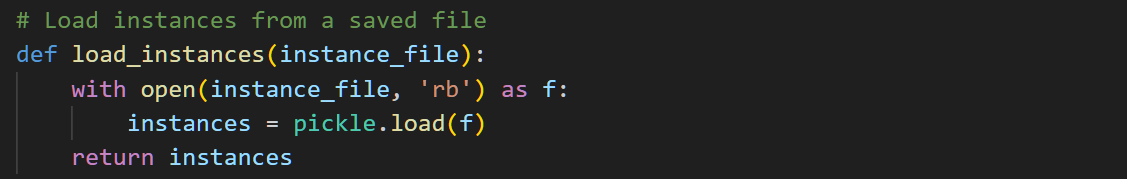 # Load instances from a saved file
def load_instances(instance_file):
    with open(instance_file, 'rb') as f:
        instances = pickle.load(f)
    return instances